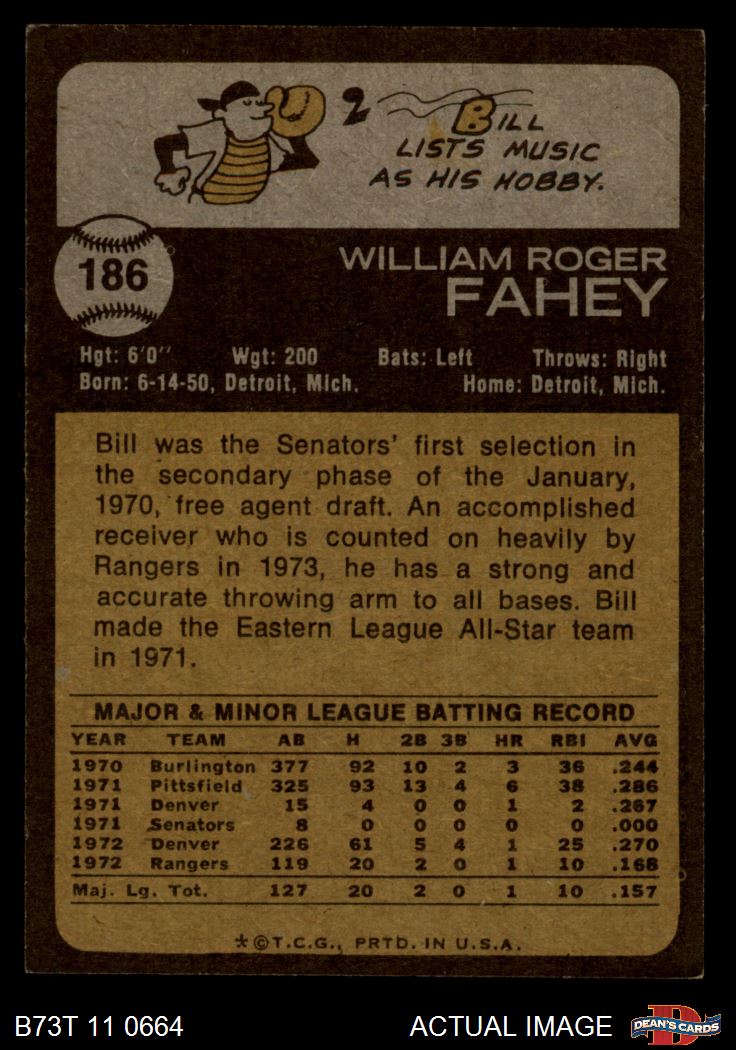 2
BILL
LISTS MUSIC
AS HIS HOBBY.
186
WILLIAM ROGER
FAHEY
Hgt: 6'0" Wgt: 200 Bats: Left Throws: Right
Born: 6-14-50, Detroit, Mich. Home: Detroit, Mich.
Bill was the Senators' first selection in
the secondary phase of the January,
1970, free agent draft. An accomplished
receiver who is counted on heavily by
Rangers in 1973, he has a strong and
accurate throwing arm to all bases. Bill
made the Eastern League All-Star team
in 1971.
MAJOR & MINOR LEAGUE BATTING RECORD
YEAR TEAM AB H 2B 3B HR RBI AVG
1970 Burlington 377 92 10 2 3 36 .244
1971 Pittsfield 325 93 13 4 6 38 .286
1971 Denver 15 4 0 0 1 2 .267
1971 Senators 8 0 0 0 0 0 .000
1972 Denver 226 61 5 4 1 25 .270
1972 Rangers 119 20 2 0 1 10 .168
Maj. Lg. Tot. 127 20 2 0 1 10 .157
*©T.C.G., PRTD. IN U.S.A.
B73T 11 0664 ACTUAL IMAGE
D
DEAN'S CARDS